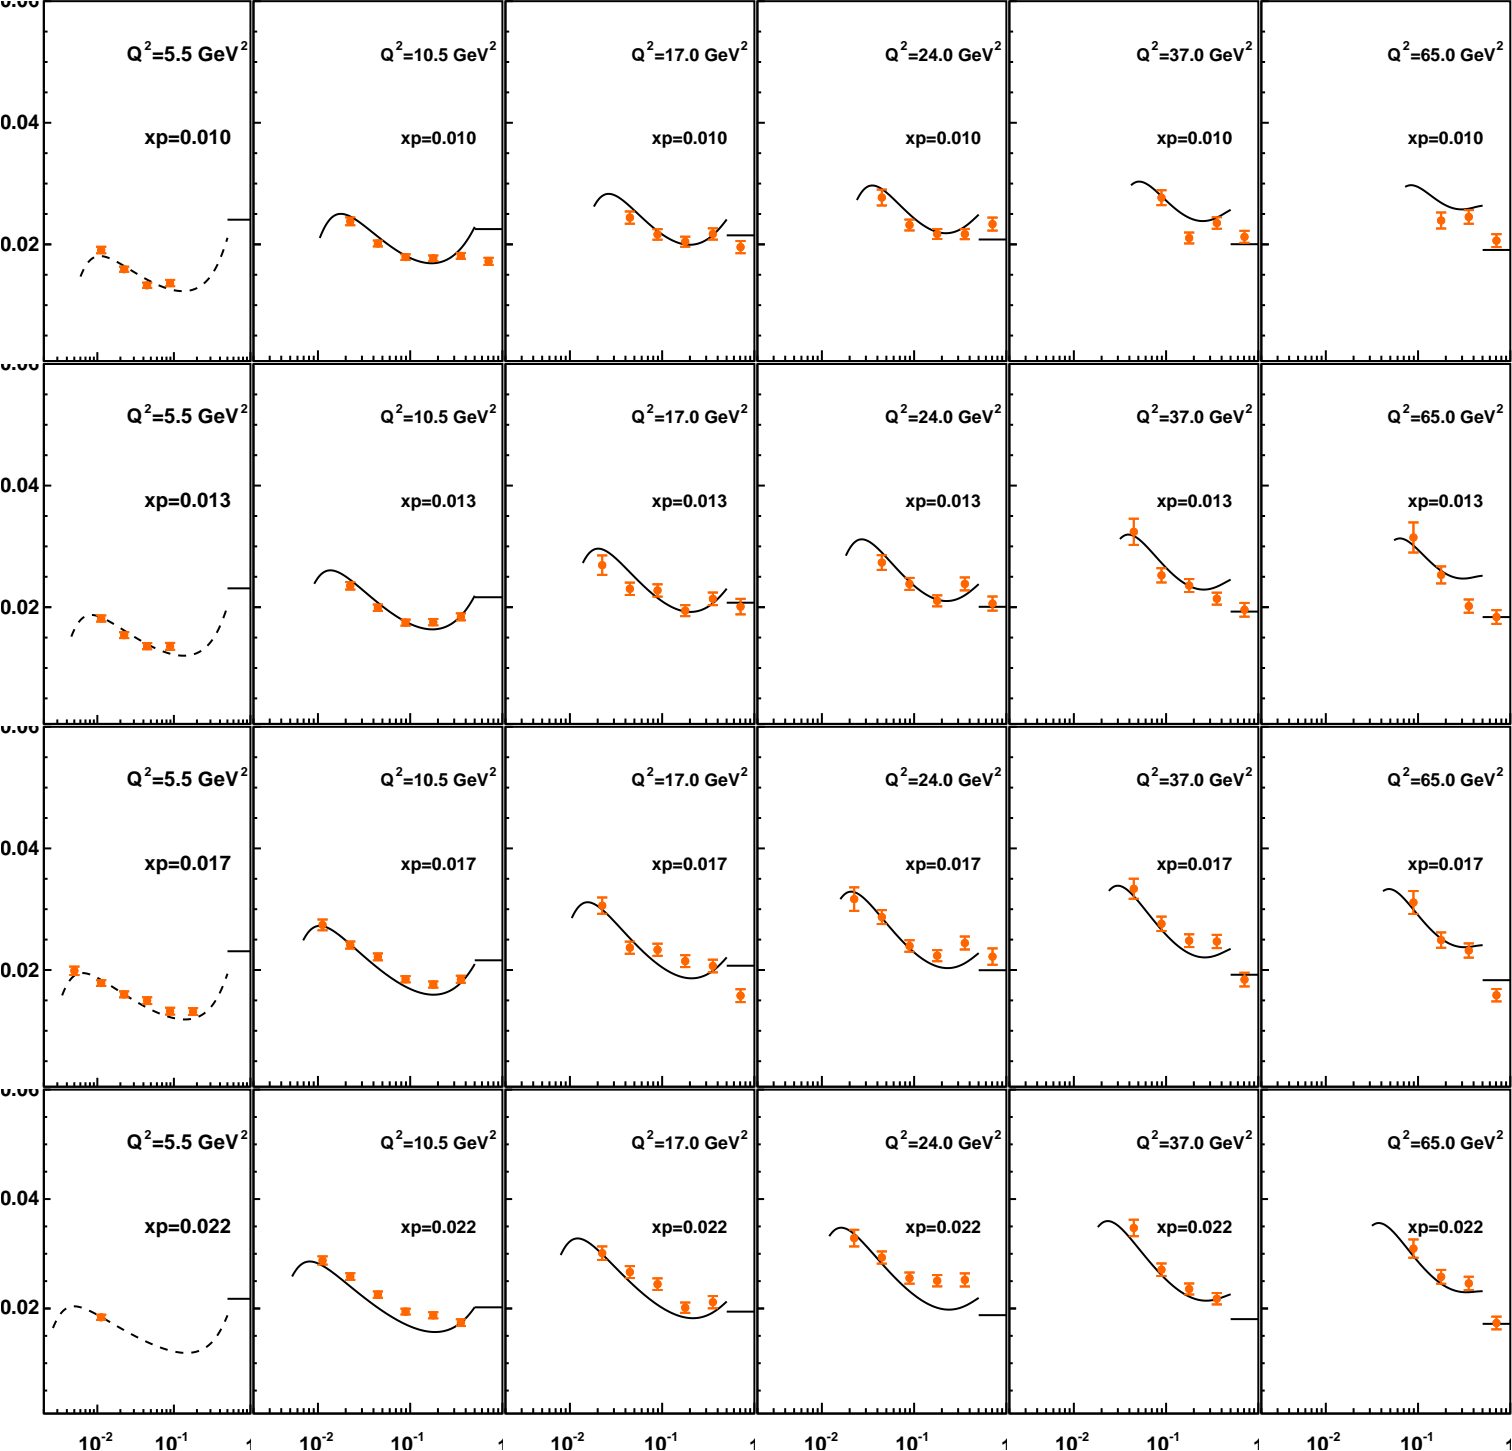 Q²=5.5 GeV² Q²=10.5 GeV² Q²=17.0 GeV² Q²=24.0 GeV² Q²=37.0 GeV² Q²=65.0 GeV²
0.04
xp=0.010 xp=0.010 xp=0.010 xp=0.010 xp=0.010 xp=0.010
0.02
Q²=5.5 GeV² Q²=10.5 GeV² Q²=17.0 GeV² Q²=24.0 GeV² Q²=37.0 GeV² Q²=65.0 GeV²
0.04
xp=0.013 xp=0.013 xp=0.013 xp=0.013 xp=0.013 xp=0.013
0.02
Q²=5.5 GeV² Q²=10.5 GeV² Q²=17.0 GeV² Q²=24.0 GeV² Q²=37.0 GeV² Q²=65.0 GeV²
0.04
xp=0.017 xp=0.017 xp=0.017 xp=0.017 xp=0.017 xp=0.017
0.02
Q²=5.5 GeV² Q²=10.5 GeV² Q²=17.0 GeV² Q²=24.0 GeV² Q²=37.0 GeV² Q²=65.0 GeV²
0.04
xp=0.022 xp=0.022 xp=0.022 xp=0.022 xp=0.022 xp=0.022
0.02
10⁻² 10⁻¹ 1 10⁻² 10⁻¹ 1 10⁻² 10⁻¹ 1 10⁻² 10⁻¹ 1 10⁻² 10⁻¹ 1 10⁻² 10⁻¹ 1